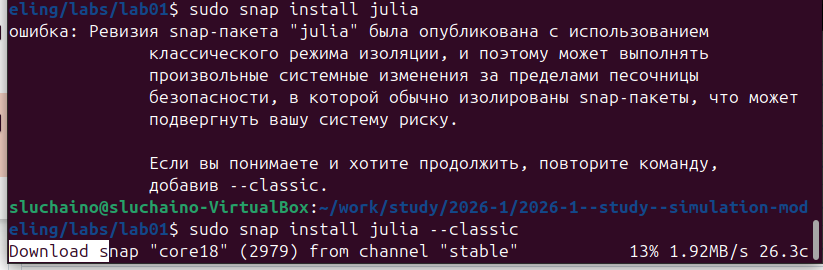 eling/labs/lab01$ sudo snap install julia
ошибка: Ревизия snap-пакета "julia" была опубликована с использованием
классического режима изоляции, и поэтому может выполнять
произвольные системные изменения за пределами песочницы
безопасности, в которой обычно изолированы snap-пакеты, что может
подвергнуть вашу систему риску.
Если вы понимаете и хотите продолжить, повторите команду,
добавив --classic.
sluchaino@sluchaino-VirtualBox:~/work/study/2026-1/2026-1--study--simulation-mod
eling/labs/lab01$ sudo snap install julia --classic
Download snap "core18" (2979) from channel "stable" 13% 1.92MB/s 26.3с